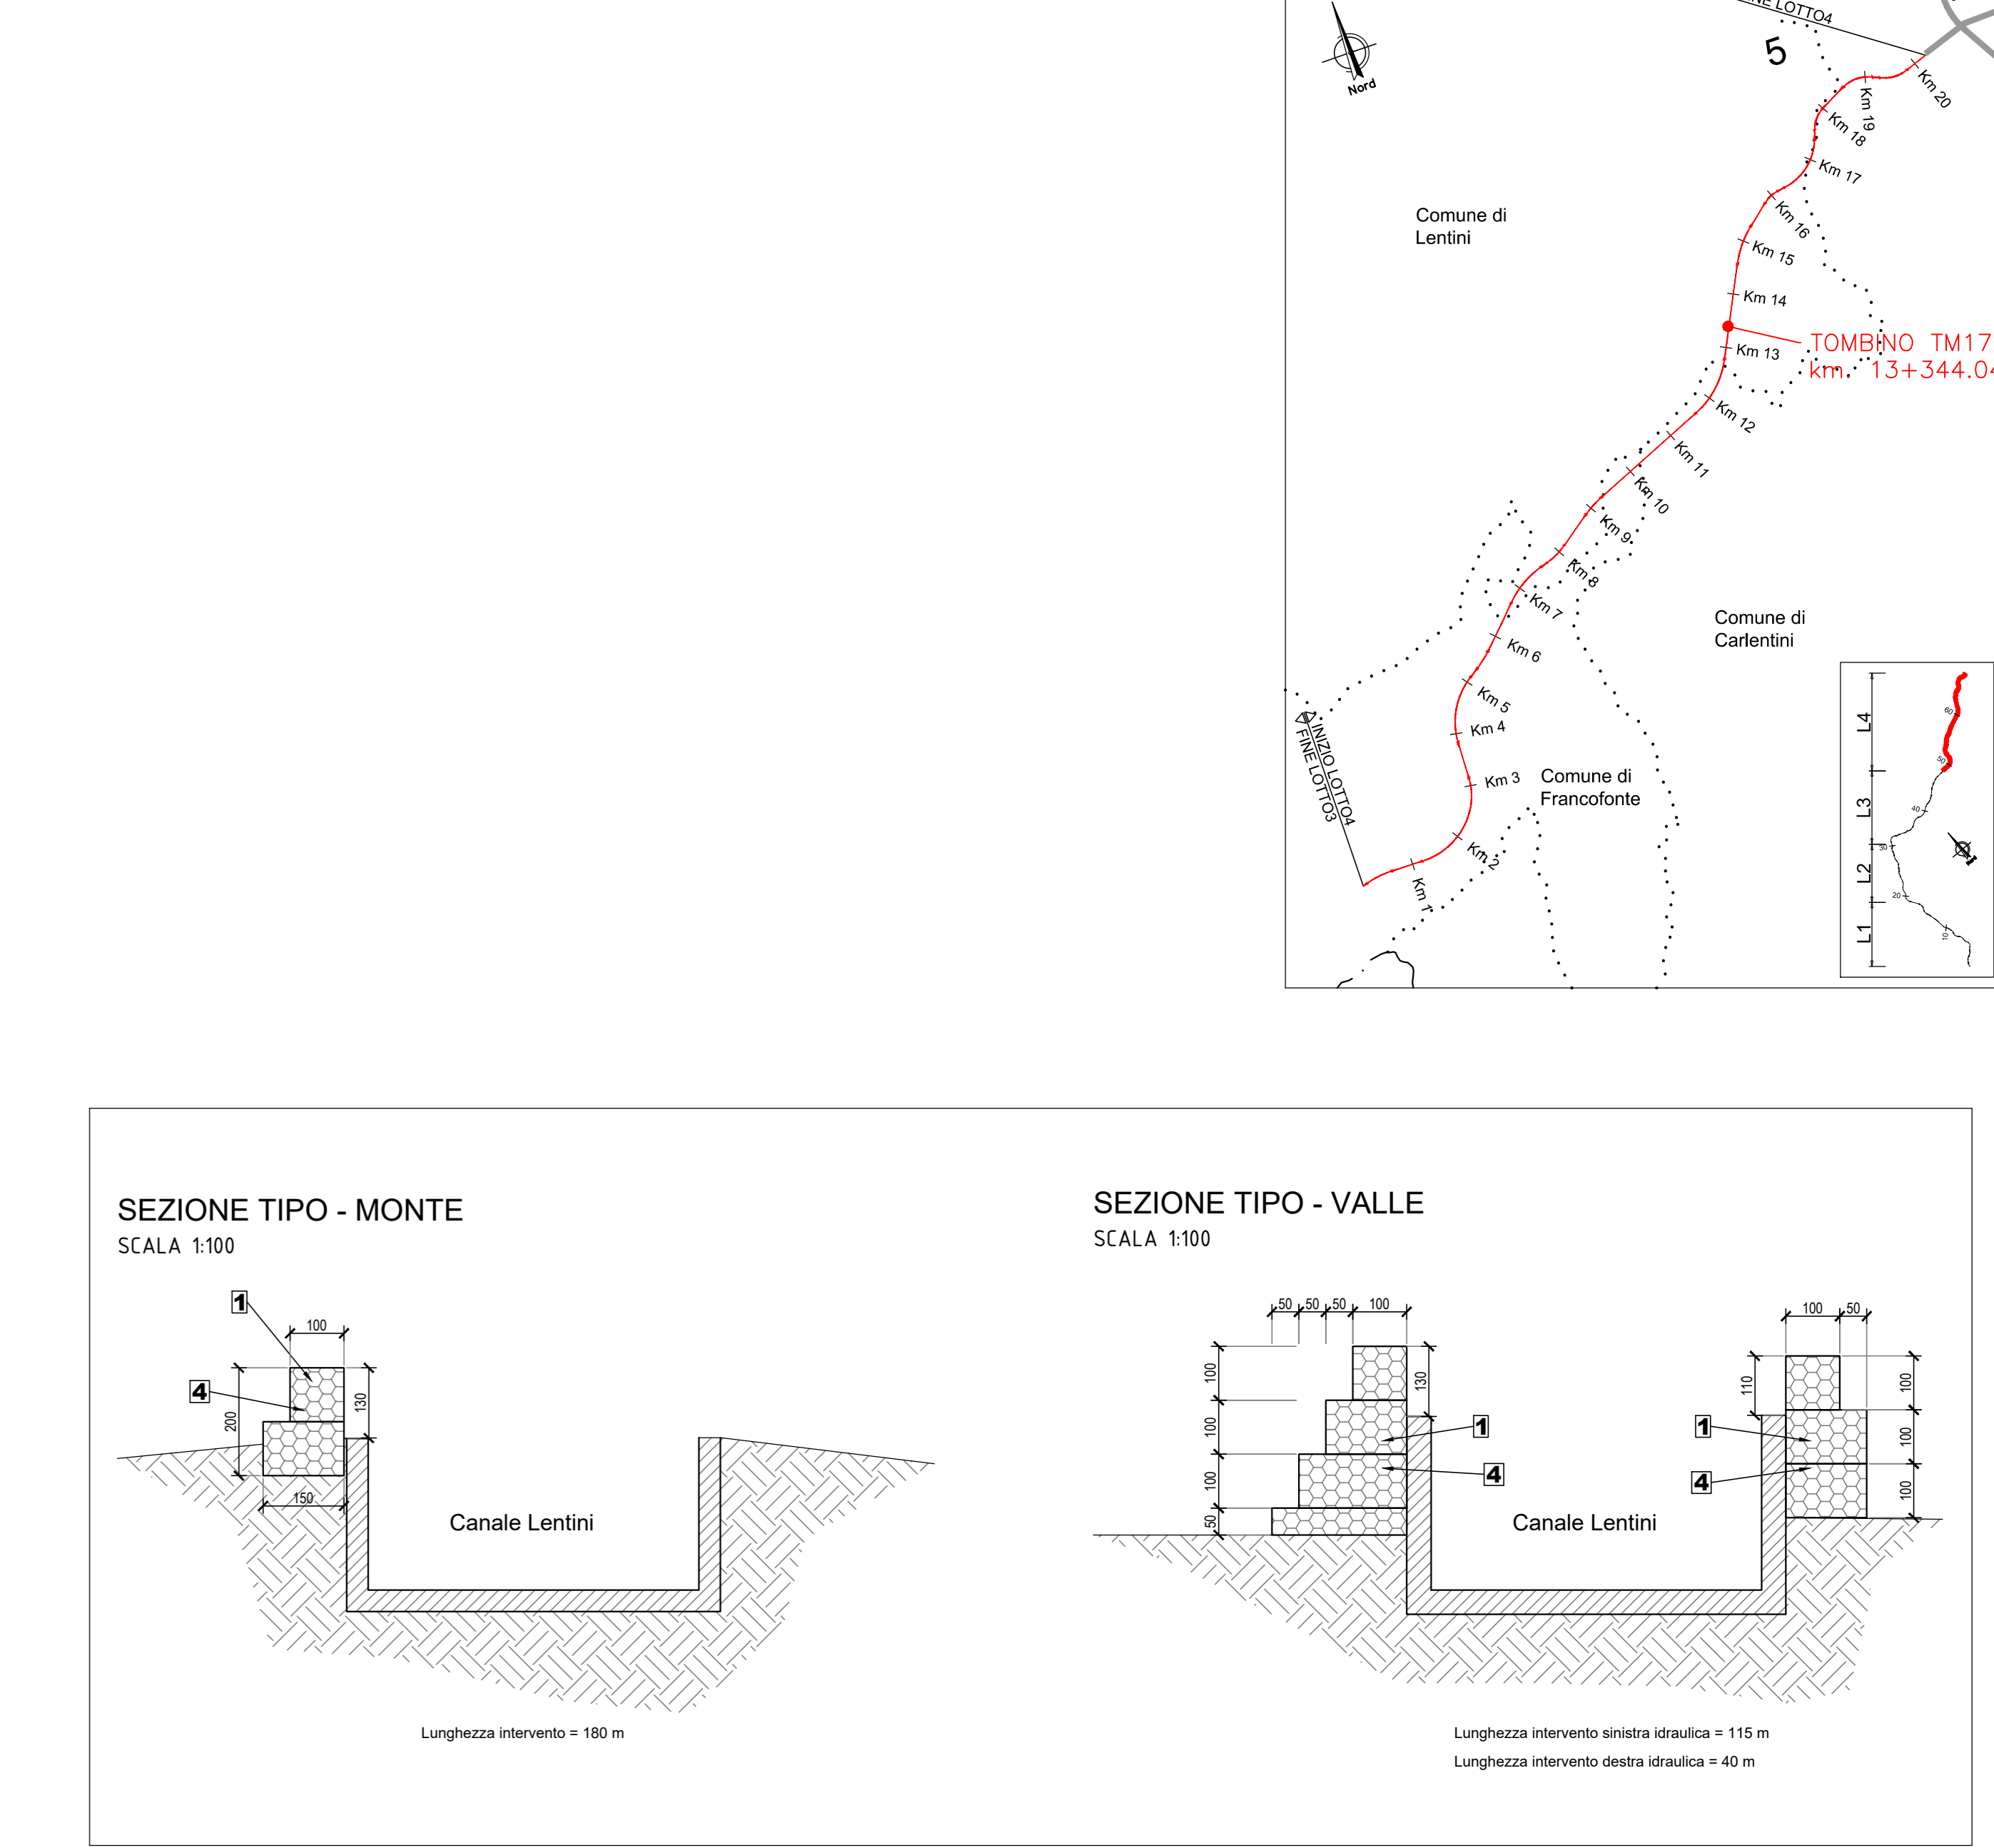 NE LOTTO4
5
Nord
Km 20
Km 19
Km 18
Km 17
Km 16
Km 15
Km 14
Km 13
Km 12
Km 11
Km 10
Km 9
Km 8
Km 7
Km 6
Km 5
Km 4
Km 3
Km 2
Km 1
Comune di
Lentini
TOMBINO TM17
km. 13+344.04
Comune di
Carlentini
Comune di
Francofonte
INIZIO LOTTO4
FINE LOTTO3
L4
L3
L2
L1
60
50
40
30
20
10
SEZIONE TIPO - MONTE
SCALA 1:100
1
100
4
200
130
150
Canale Lentini
Lunghezza intervento = 180 m
SEZIONE TIPO - VALLE
SCALA 1:100
50 50 50 100
100
100
100
50
130
1
4
Canale Lentini
100 50
110
1
4
100
100
100
Lunghezza intervento sinistra idraulica = 115 m
Lunghezza intervento destra idraulica = 40 m